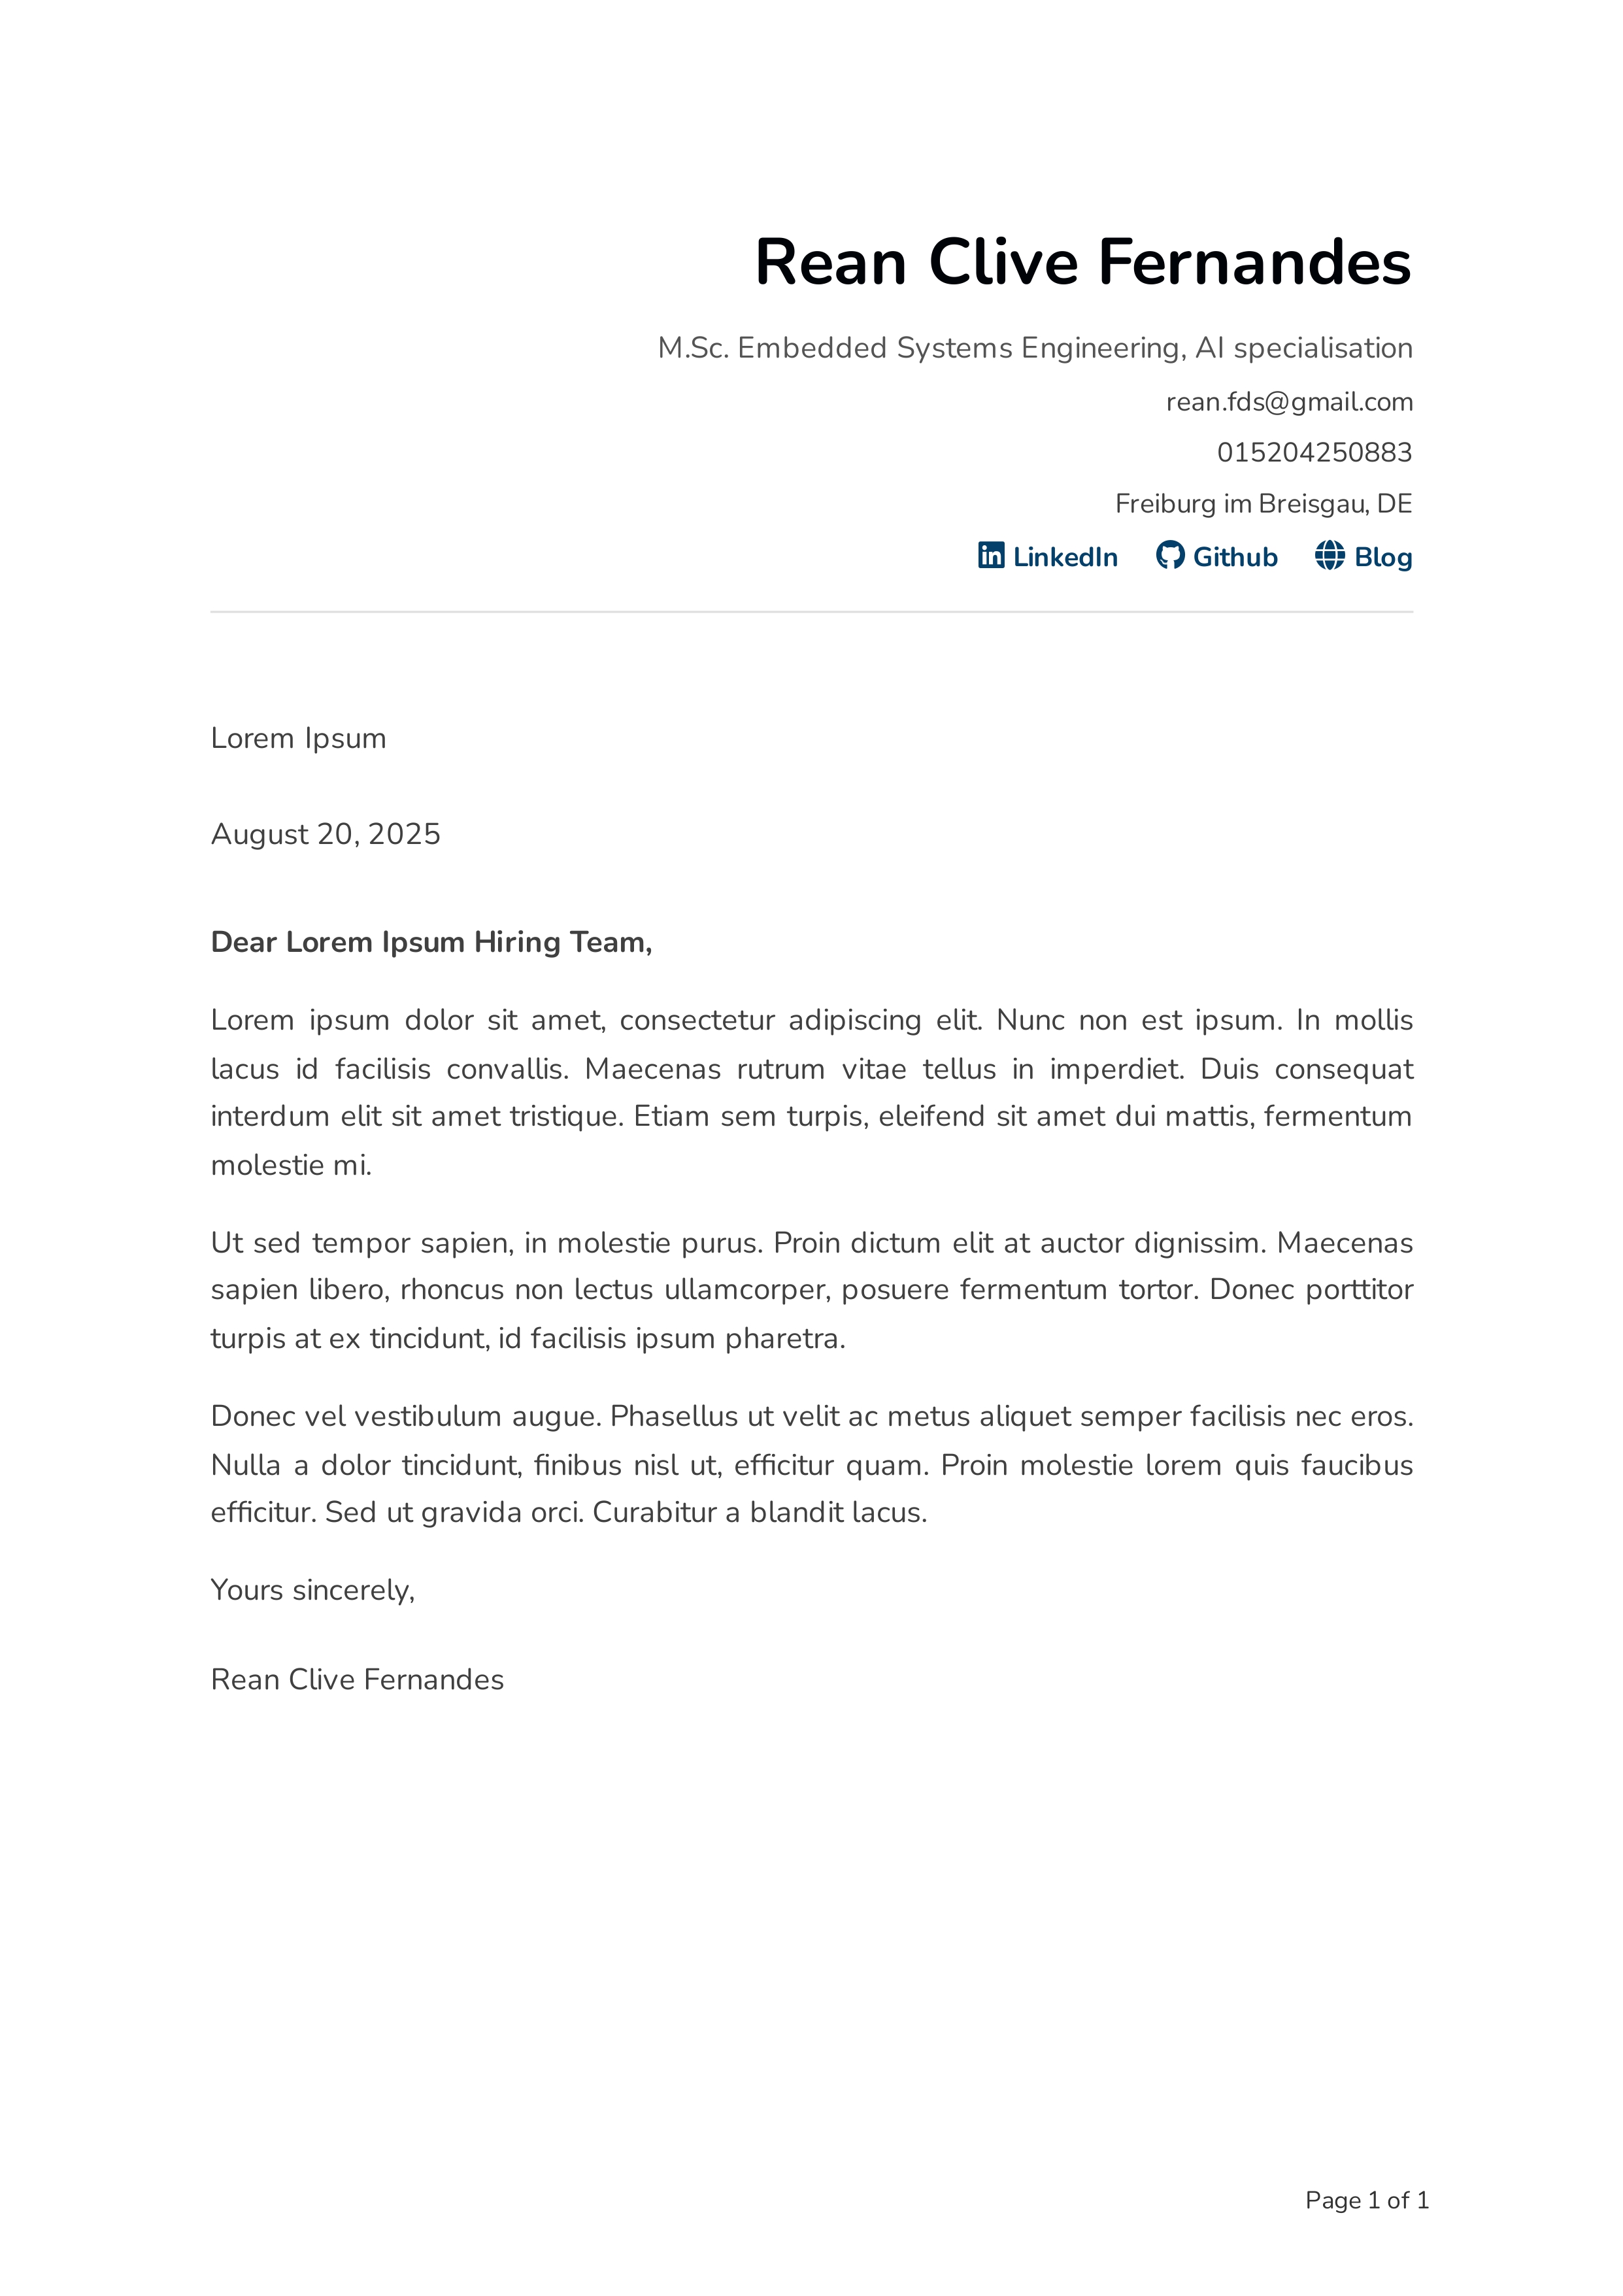 Rean Clive Fernandes
M.Sc. Embedded Systems Engineering, AI specialisation
rean.fds@gmail.com
015204250883
Freiburg im Breisgau, DE
LinkedIn Github Blog
Lorem Ipsum
August 20, 2025
Dear Lorem Ipsum Hiring Team,
Lorem ipsum dolor sit amet, consectetur adipiscing elit. Nunc non est ipsum. In mollis
lacus id facilisis convallis. Maecenas rutrum vitae tellus in imperdiet. Duis consequat
interdum elit sit amet tristique. Etiam sem turpis, eleifend sit amet dui mattis, fermentum
molestie mi.
Ut sed tempor sapien, in molestie purus. Proin dictum elit at auctor dignissim. Maecenas
sapien libero, rhoncus non lectus ullamcorper, posuere fermentum tortor. Donec porttitor
turpis at ex tincidunt, id facilisis ipsum pharetra.
Donec vel vestibulum augue. Phasellus ut velit ac metus aliquet semper facilisis nec eros.
Nulla a dolor tincidunt, finibus nisl ut, efficitur quam. Proin molestie lorem quis faucibus
efficitur. Sed ut gravida orci. Curabitur a blandit lacus.
Yours sincerely,
Rean Clive Fernandes
Page 1 of 1